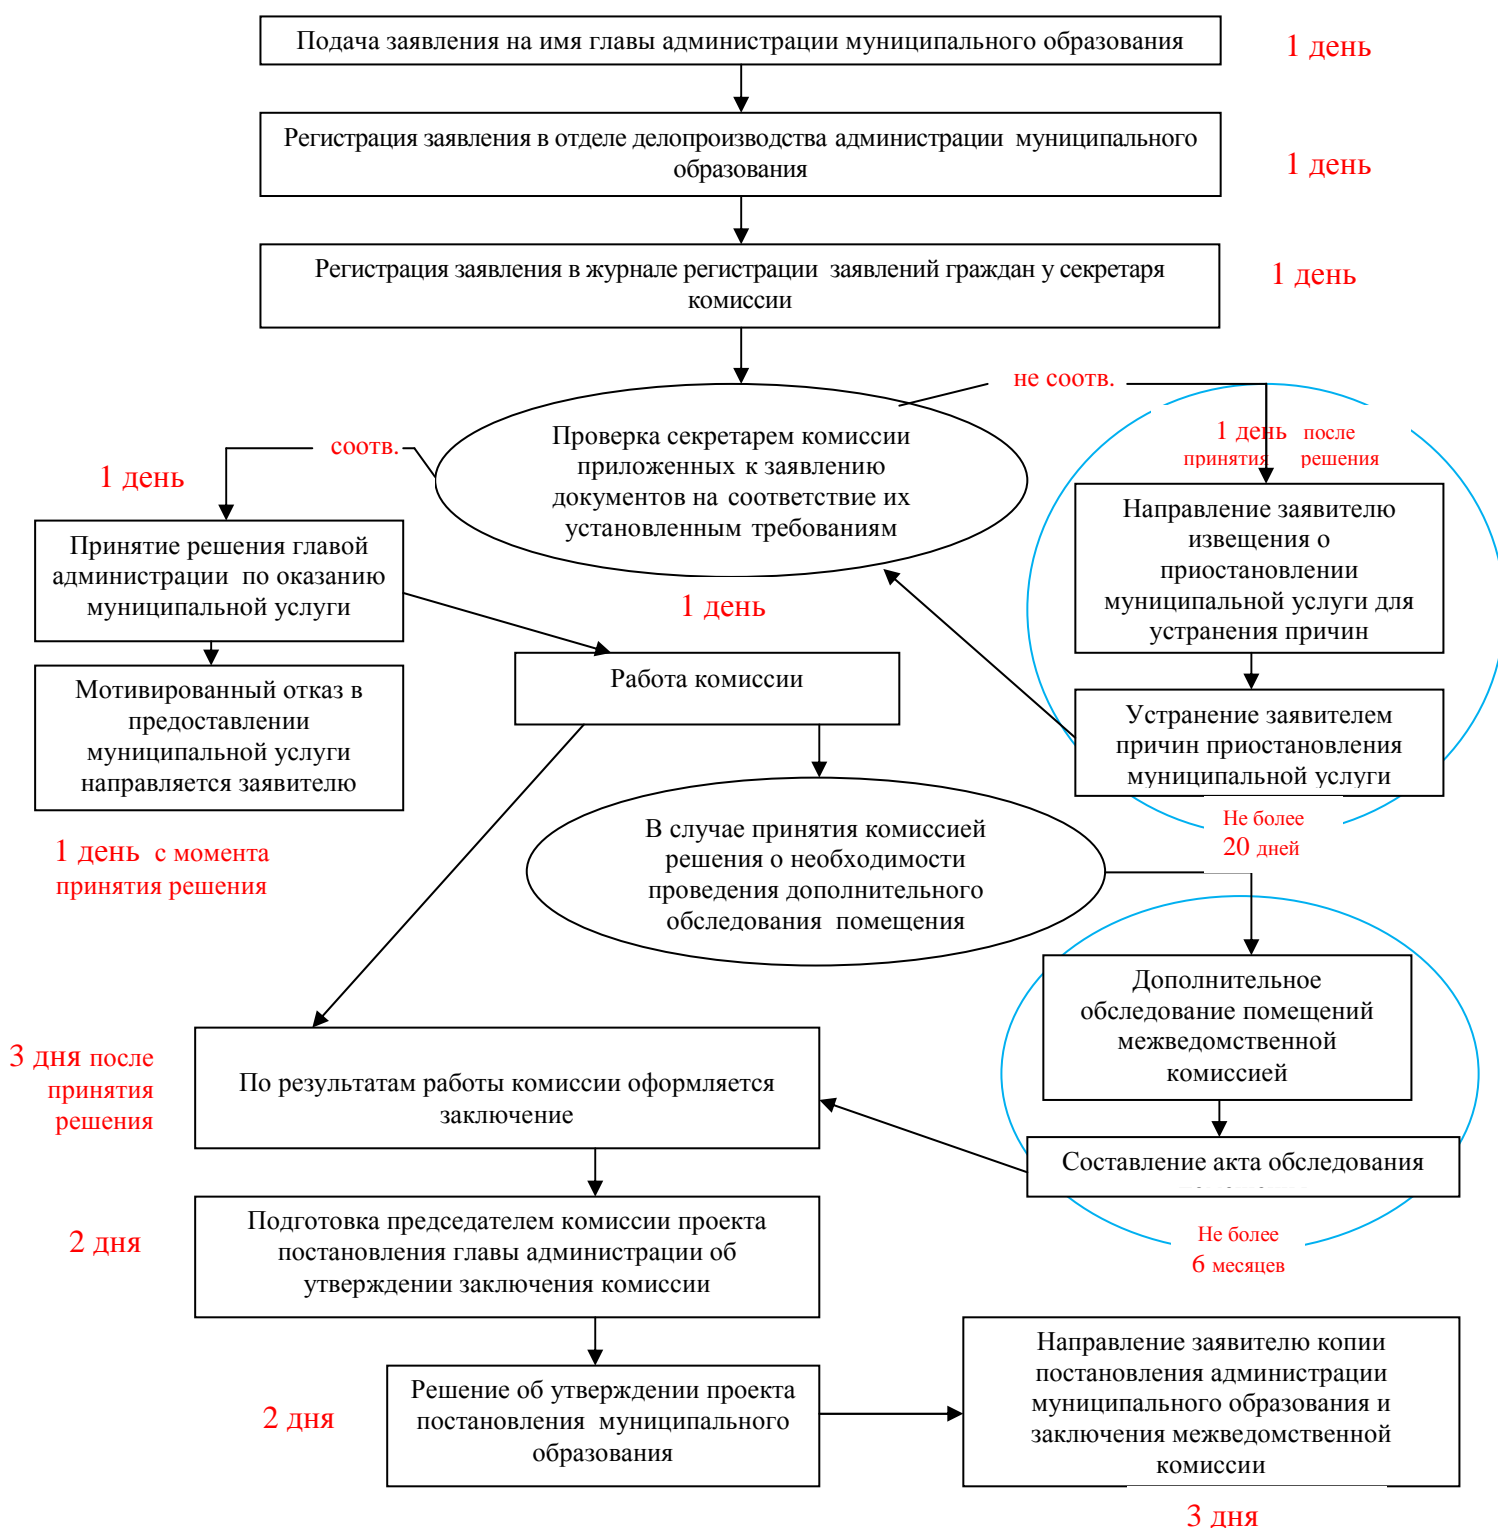 Подача заявления на имя главы администрации муниципального образования
1 день
Регистрация заявления в отделе делопроизводства администрации муниципального
образования
1 день
Регистрация заявления в журнале регистрации заявлений граждан у секретаря
комиссии
1 день
не соотв.
соотв.
1 день
Проверка секретарем комиссии
приложенных к заявлению
документов на соответствие их
установленным требованиям
1 день
1 день после
принятия решения
Направление заявителю
извещения о
приостановлении
муниципальной услуги для
устранения причин
Принятие решения главой
администрации по оказанию
муниципальной услуги
Мотивированный отказ в
предоставлении
муниципальной услуги
направляется заявителю
1 день с момента
принятия решения
Работа комиссии
Устранение заявителем
причин приостановления
муниципальной услуги
Не более
20 дней
В случае принятия комиссией
решения о необходимости
проведения дополнительного
обследования помещения
Дополнительное
обследование помещений
межведомственной
комиссией
Составление акта обследования
Не более
6 месяцев
3 дня после
принятия
решения
По результатам работы комиссии оформляется
заключение
2 дня
Подготовка председателем комиссии проекта
постановления главы администрации об
утверждении заключения комиссии
2 дня
Решение об утверждении проекта
постановления муниципального
образования
Направление заявителю копии
постановления администрации
муниципального образования и
заключения межведомственной
комиссии
3 дня